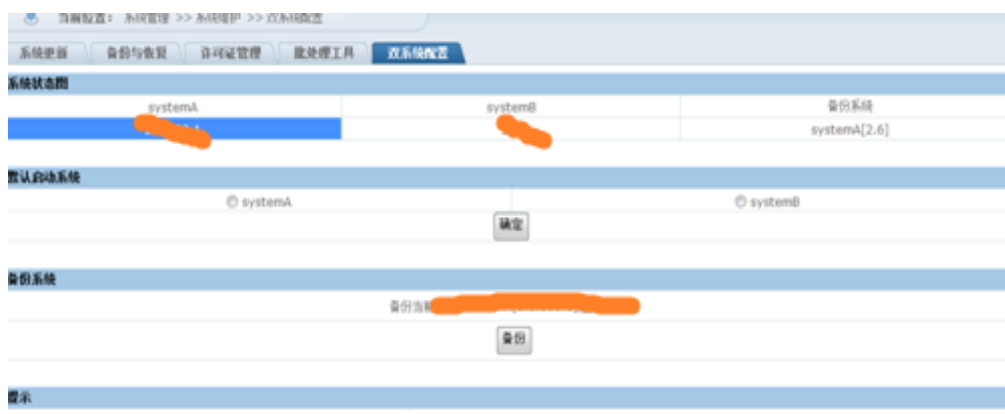 当前位置: 系统管理 >> 系统维护 >> 双系统配置
系统更新 备份与恢复 许可证管理 批处理工具 双系统配置
系统状态图
systemA systemB 备份系统
systemA[2.6]
默认启动系统
systemA systemB
确定
备份系统
备份当前
备份
提示